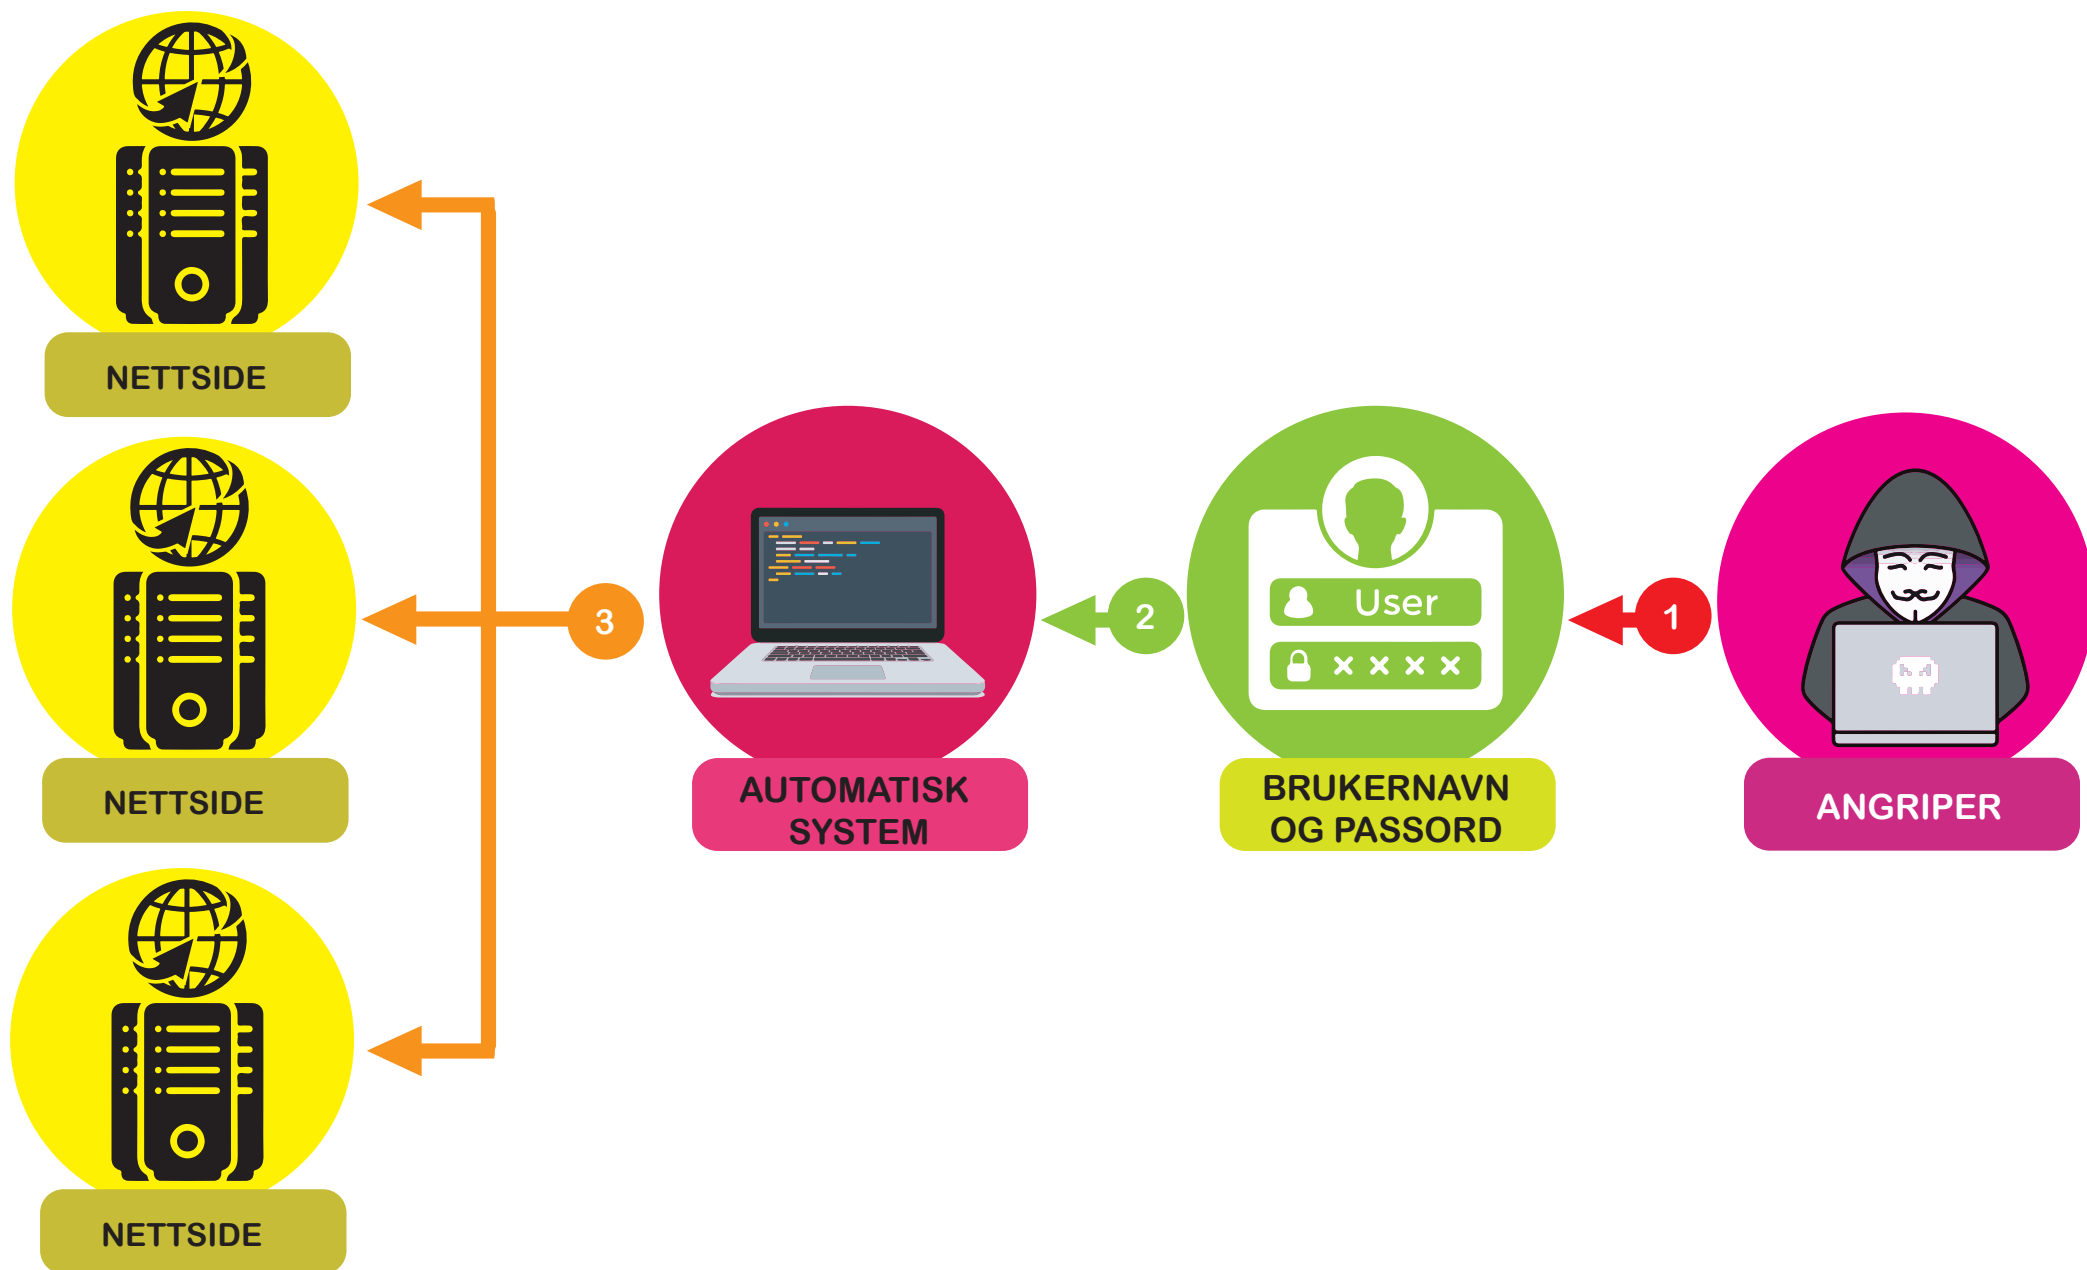 NETTSIDE
NETTSIDE
NETTSIDE
3
AUTOMATISK
SYSTEM
2
User
××××
BRUKERNAVN
OG PASSORD
1
ANGRIPER